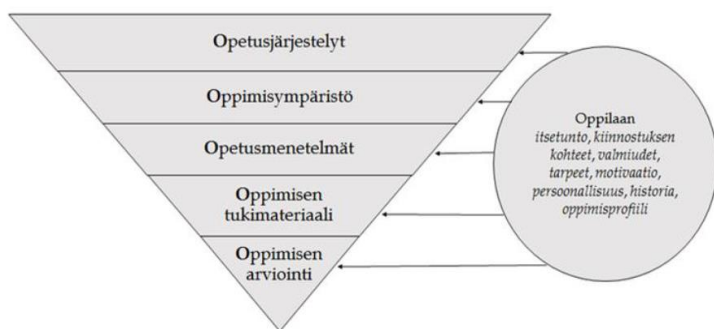 Opetusjärjestelyt
Oppimisympäristö
Opetusmenetelmät
Oppimisen
tukimateriaali
Oppimisen
arviointi
Oppilaan
itsetunto, kiinnostuksen
kohteet, valmiudet,
tarpeet, motivaatio,
persoonallisuus, historia,
oppimisprofiili